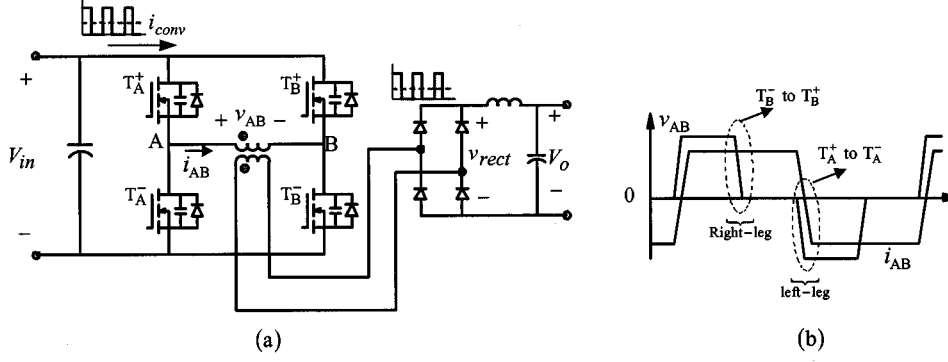 i_conv
+
T_A^+
T_B^+
+ v_AB −
A
B
i_AB
V_in
T_A^-
T_B^-
−
+
v_rect
−
+
V_o
−
(a)
T_B^- to T_B^+
v_AB
T_A^+ to T_A^-
0
Right-leg
i_AB
left-leg
(b)